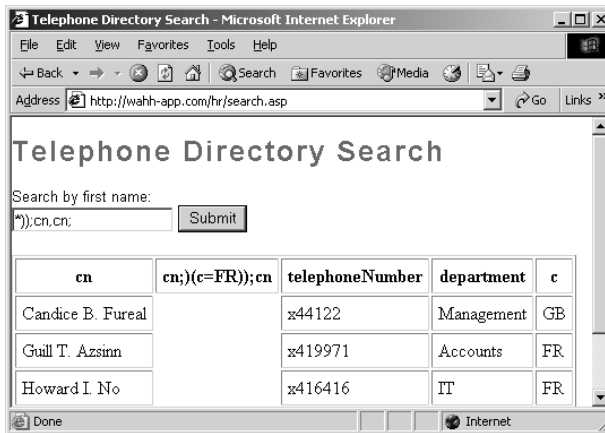 Telephone Directory Search - Microsoft Internet Explorer
File Edit View Favorites Tools Help
Back Search Favorites Media
Address http://wahh-app.com/hr/search.asp Go Links »
Telephone Directory Search
Search by first name:
*));cn,cn; Submit
cn cn;)(c=FR));cn telephoneNumber department c
Candice B. Fureal x44122 Management GB
Guill T. Azsinn x419971 Accounts FR
Howard I. No x416416 IT FR
Done Internet